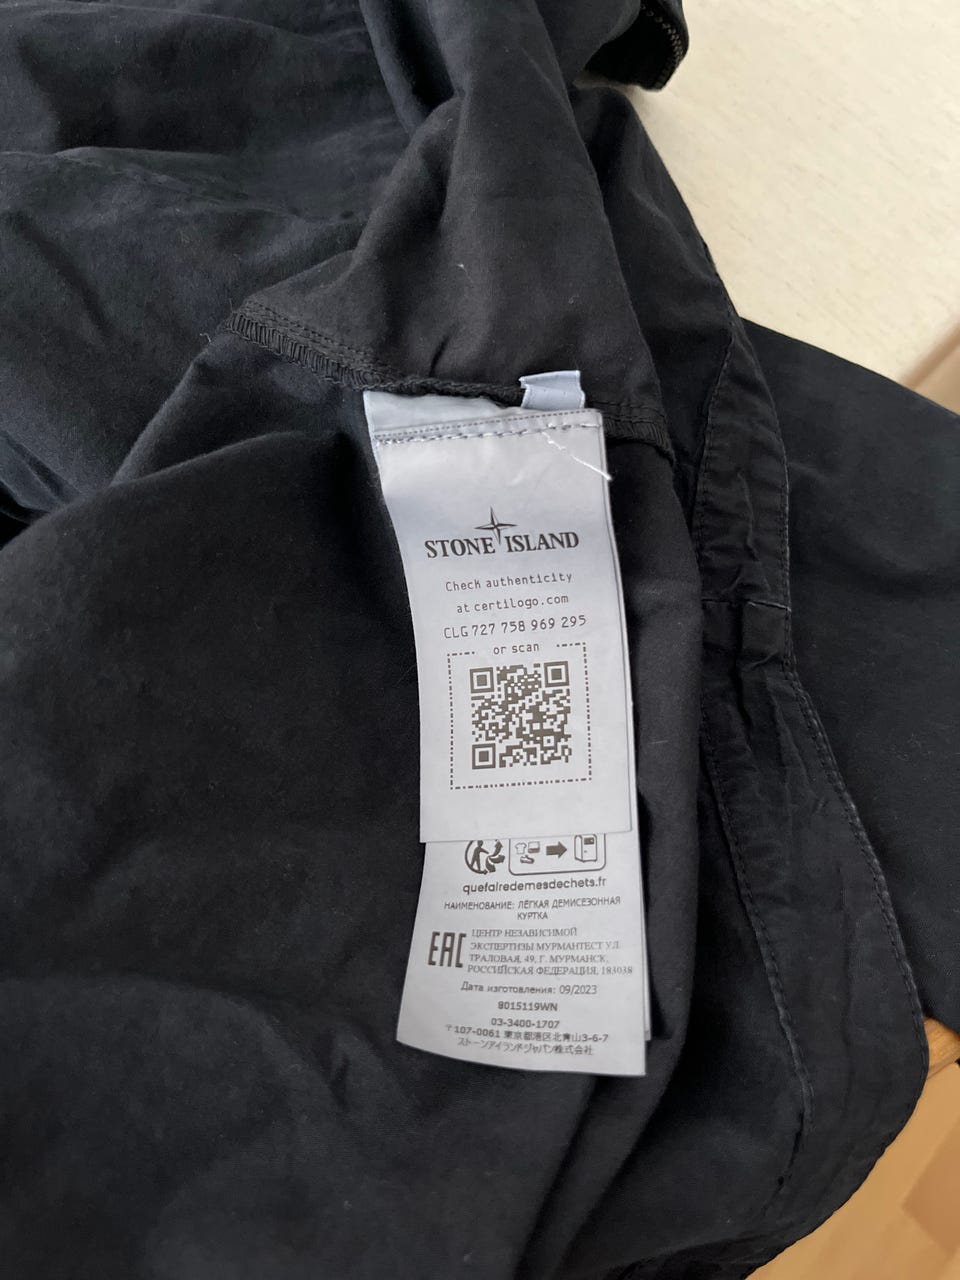 STONE ISLAND
Check authenticity
at certilogo.com
CLG 727 758 969 295
or scan
quefairedemesdechets.fr
НАИМЕНОВАНИЕ: ЛЁГКАЯ ДЕМИСЕЗОННАЯ
КУРТКА
EAC
ЦЕНТР НЕЗАВИСИМОЙ
ЭКСПЕРТИЗЫ МУРМАНТЕСТ УЛ.
ТРАЛОВАЯ, 49, Г. МУРМАНСК,
РОССИЙСКАЯ ФЕДЕРАЦИЯ, 183038
Дата изготовления: 09/2023
8015119WN
03-3400-1707
〒107-0061 東京都港区北青山3-6-7
ストーンアイランドジャパン株式会社